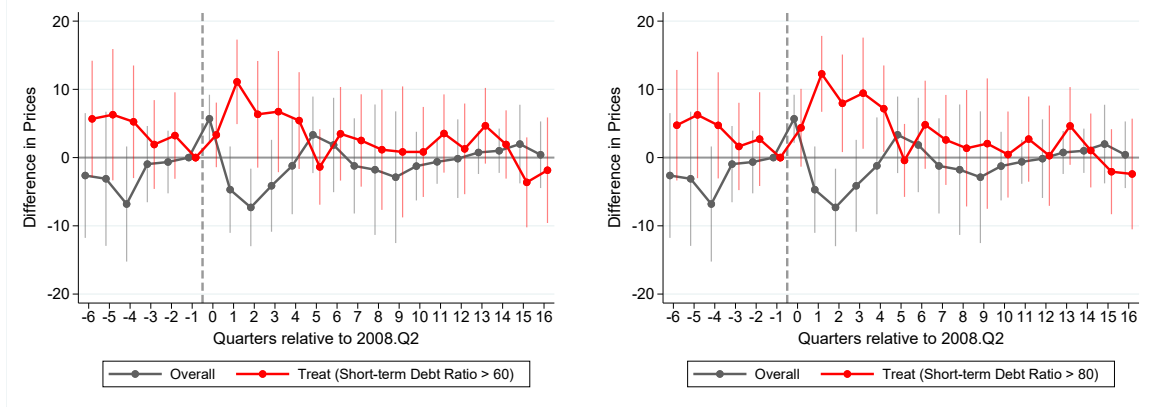 20
10
0
-10
-20
Difference in Prices
-6 -5 -4 -3 -2 -1 0 1 2 3 4 5 6 7 8 9 10 11 12 13 14 15 16
Quarters relative to 2008.Q2
Overall Treat (Short-term Debt Ratio > 60)
20
10
0
-10
-20
Difference in Prices
-6 -5 -4 -3 -2 -1 0 1 2 3 4 5 6 7 8 9 10 11 12 13 14 15 16
Quarters relative to 2008.Q2
Overall Treat (Short-term Debt Ratio > 80)